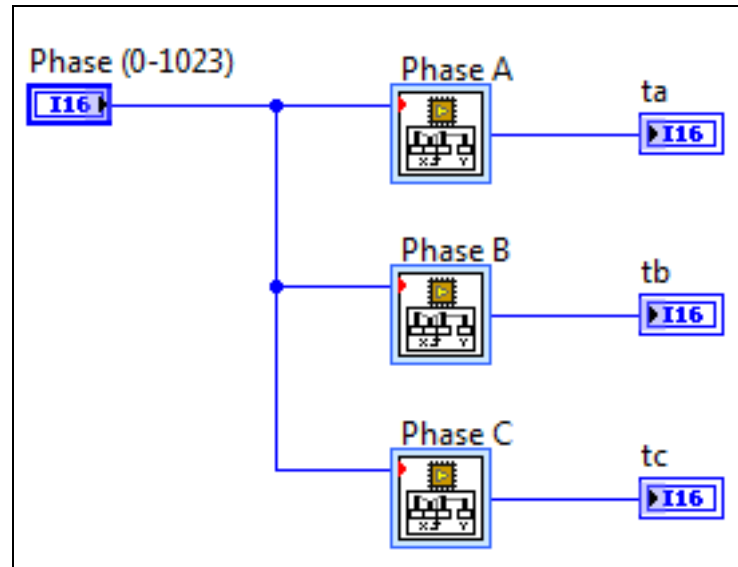 Phase (0-1023)
I16
Phase A
X Y
ta
I16
Phase B
X Y
tb
I16
Phase C
X Y
tc
I16